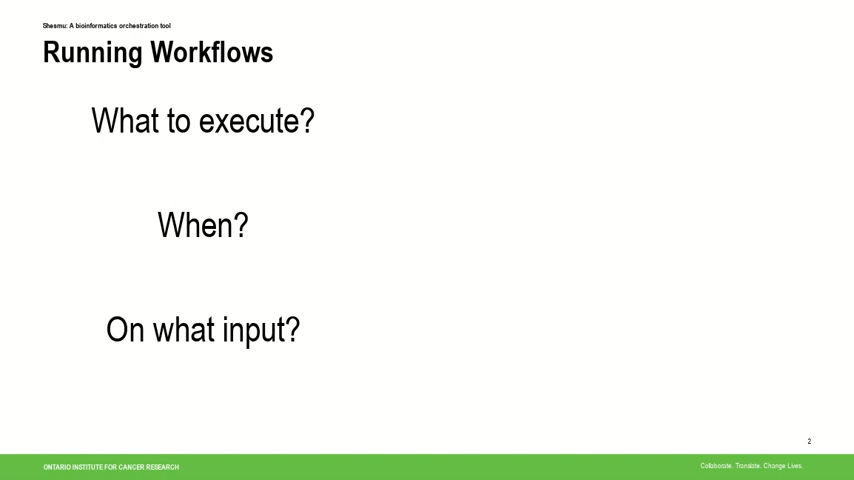 Shesmu: A bioinformatics orchestration tool
Running Workflows
What to execute?
When?
On what input?
2
ONTARIO INSTITUTE FOR CANCER RESEARCH
Collaborate. Translate. Change Lives.